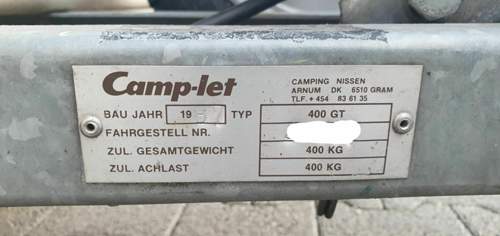 Camp-let
CAMPING NISSEN
ARNUM DK 6510 GRAM
TLF. + 454 83 61 35
BAU JAHR 19 TYP 400 GT
FAHRGESTELL NR.
ZUL. GESAMTGEWICHT 400 KG
ZUL. ACHLAST 400 KG